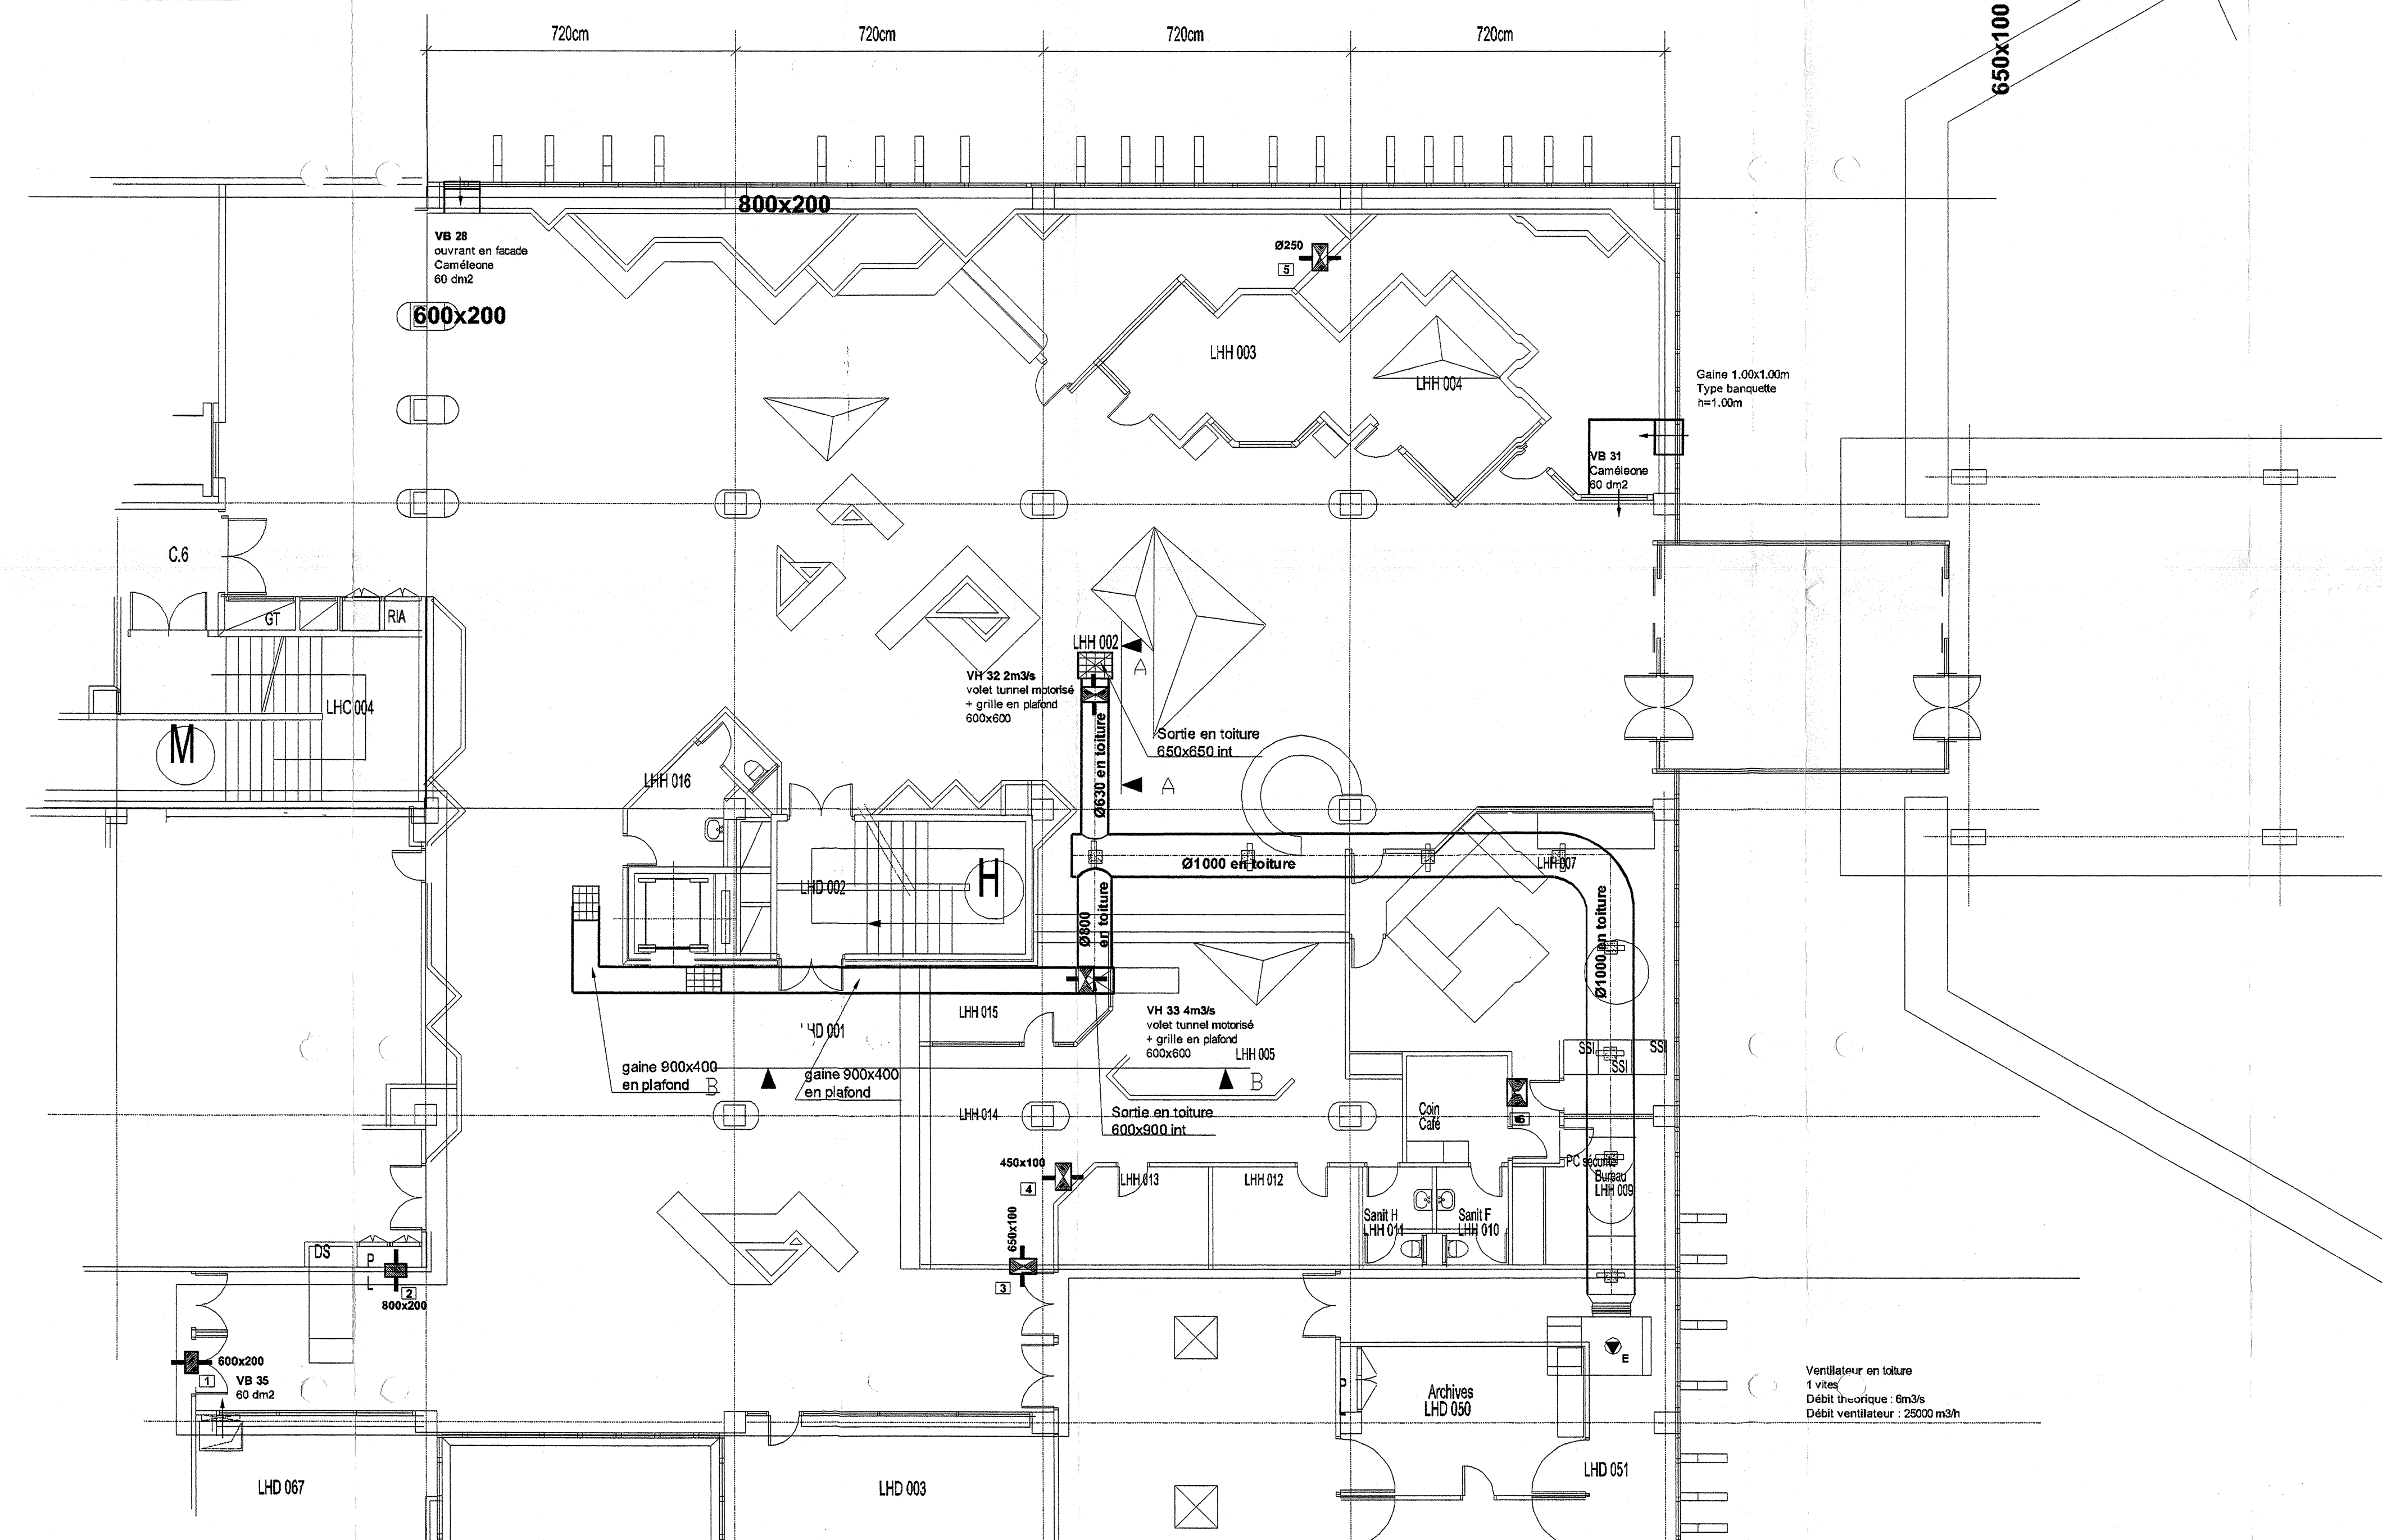 720cm
720cm
720cm
720cm
650x100
800x200
VB 28
ouvrant en facade
Caméleone
60 dm2
600x200
Ø250
5
LHH 003
LHH 004
Gaine 1.00x1.00m
Type banquette
h=1.00m
VB 31
Caméleone
60 dm2
C.6
GT
RIA
LHC 004
M
LHH 002
A
VH 32 2m3/s
volet tunnel motorisé
+ grille en plafond
600x600
Ø630 en toiture
Sortie en toiture
650x650 int
A
LHH 016
LHD 002
H
Ø1000 en toiture
LHH 007
Ø1000 en toiture
Ø800
en toiture
LHH 015
LHD 001
VH 33 4m3/s
volet tunnel motorisé
+ grille en plafond
600x600
LHH 005
SSI
SSI
SSI
gaine 900x400
en plafond
B
gaine 900x400
en plafond
B
LHH 014
Sortie en toiture
600x900 int
Coin
Café
6
450x100
4
LHH 013
LHH 012
PC sécurité
Bureau
LHH 009
Sanit H
LHH 011
Sanit F
LHH 010
650x100
3
DS
P
L
2
800x200
600x200
1
VB 35
60 dm2
E
Archives
LHD 050
Ventilateur en toiture
1 vites
Débit théorique : 6m3/s
Débit ventilateur : 25000 m3/h
LHD 067
LHD 003
LHD 051